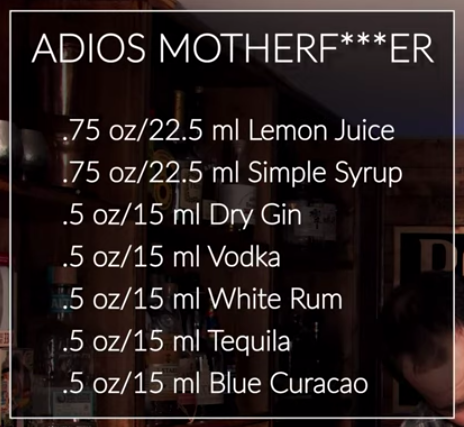 ADIOS MOTHERF***ER
.75 oz/22.5 ml Lemon Juice
.75 oz/22.5 ml Simple Syrup
.5 oz/15 ml Dry Gin
.5 oz/15 ml Vodka
.5 oz/15 ml White Rum
.5 oz/15 ml Tequila
.5 oz/15 ml Blue Curacao